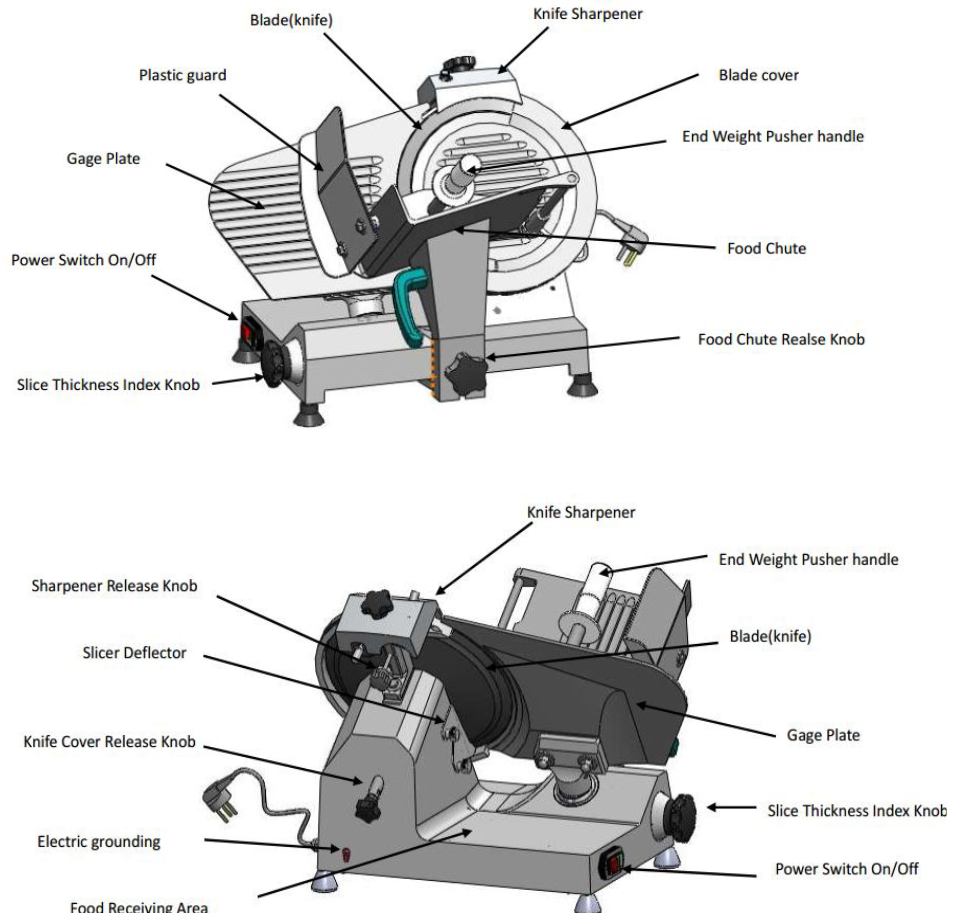 Blade(knife)
Knife Sharpener
Plastic guard
Blade cover
End Weight Pusher handle
Gage Plate
Food Chute
Power Switch On/Off
Food Chute Realse Knob
Slice Thickness Index Knob
Knife Sharpener
End Weight Pusher handle
Sharpener Release Knob
Blade(knife)
Slicer Deflector
Gage Plate
Knife Cover Release Knob
Slice Thickness Index Knob
Electric grounding
Power Switch On/Off
Food Receiving Area